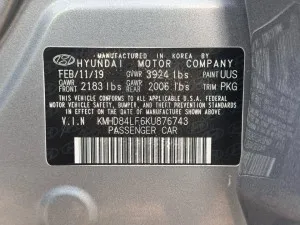 HYUNDAI MOTOR COMPANY
MANUFACTURED IN KOREA
FEB/11/19 GVWR 3924 lbs PAINT UUS
GAWR FRONT 2183 lbs GAWR REAR 2006 lbs TRIM PKG
THIS VEHICLE CONFORMS TO ALL APPLICABLE FEDERAL
MOTOR VEHICLE SAFETY, BUMPER, AND THEFT PREVENTION
STANDARDS IN EFFECT ON THE DATE OF MANUFACTURE
SHOWN ABOVE.
V.I.N KMHD84LF6KU876743
PASSENGER CAR